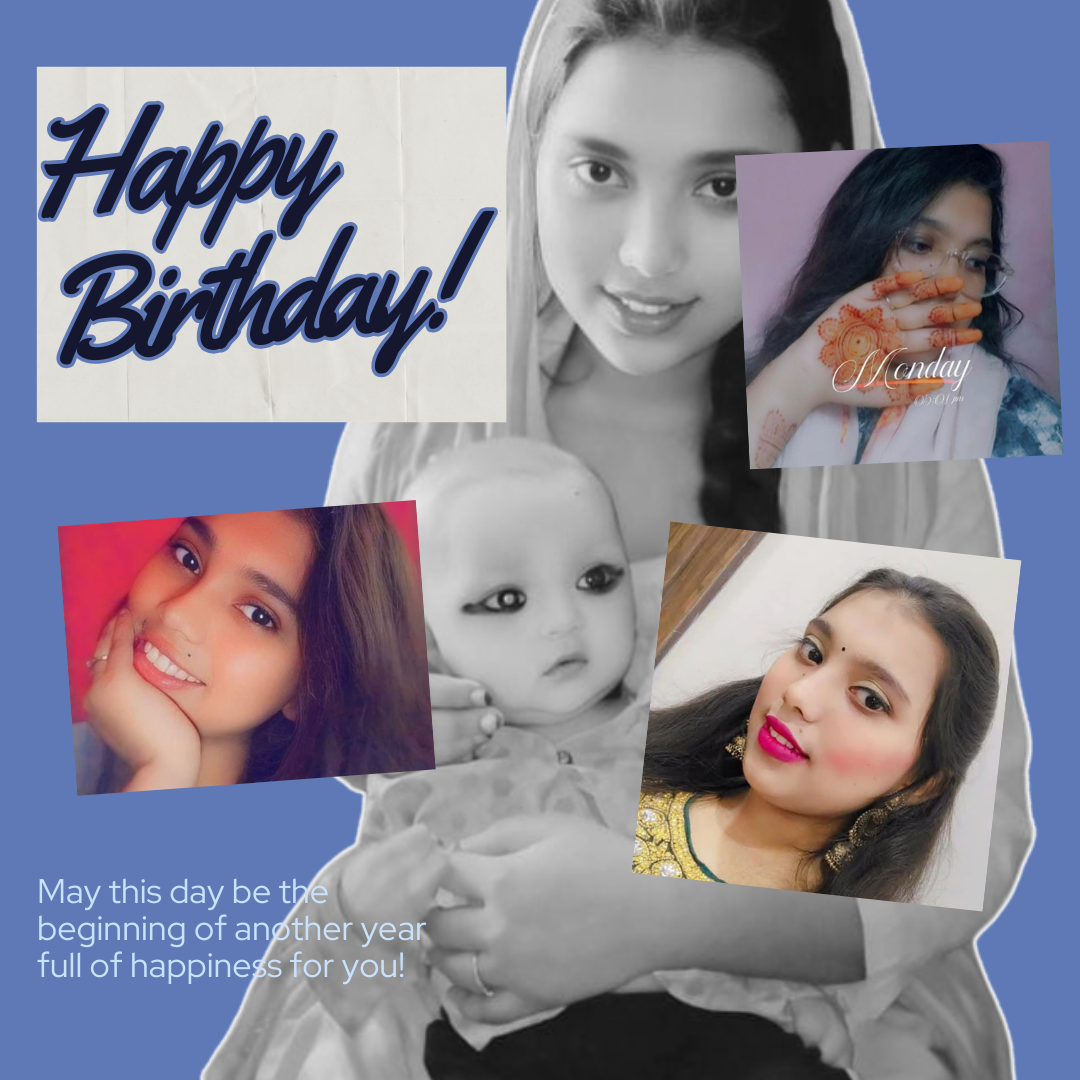 Happy
Birthday!
Monday
May this day be the
beginning of another year
full of happiness for you!